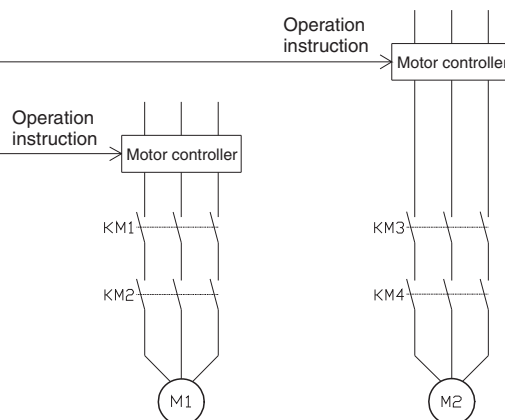 Operation
instruction
Motor controller
Operation
instruction
Motor controller
KM1
KM3
KM2
KM4
M1
M2